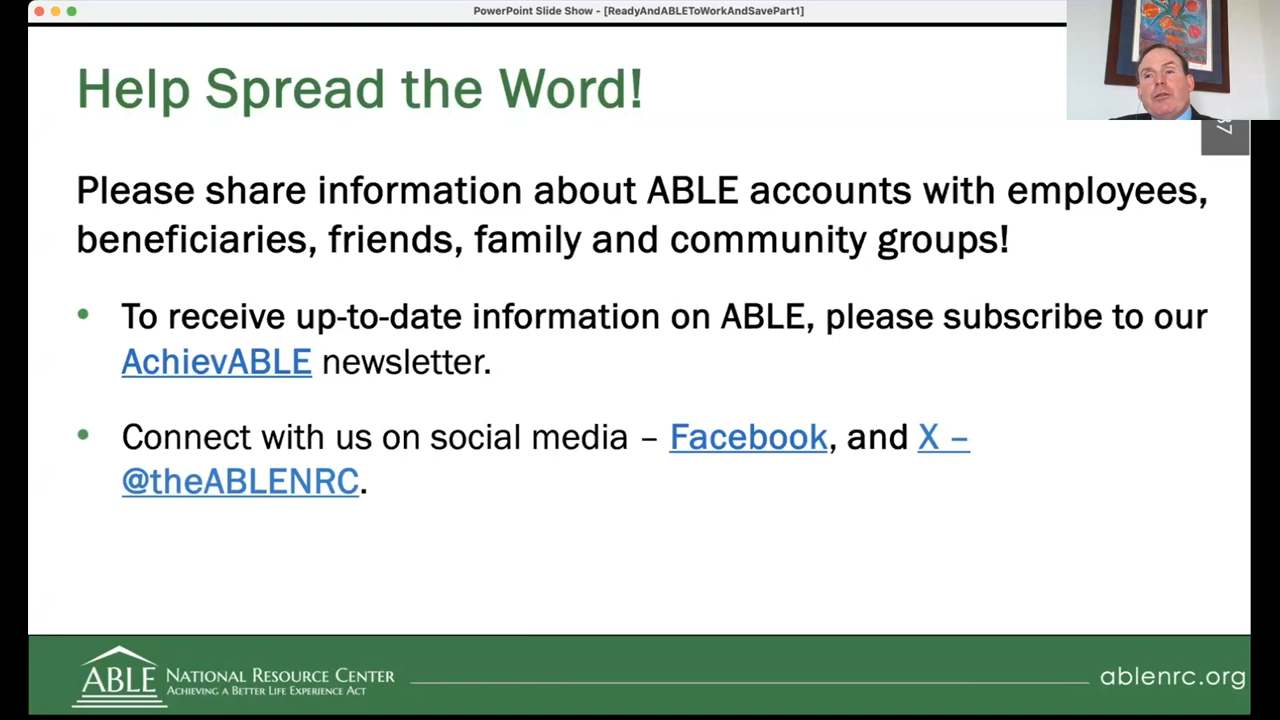 PowerPoint Slide Show - [ReadyAndABLEToWorkAndSavePart1]
Help Spread the Word!
37
Please share information about ABLE accounts with employees,
beneficiaries, friends, family and community groups!
• To receive up-to-date information on ABLE, please subscribe to our
AchievABLE newsletter.
• Connect with us on social media – Facebook, and X –
@theABLENRC.
ABLE NATIONAL RESOURCE CENTER
ACHIEVING A BETTER LIFE EXPERIENCE ACT
ablenrc.org